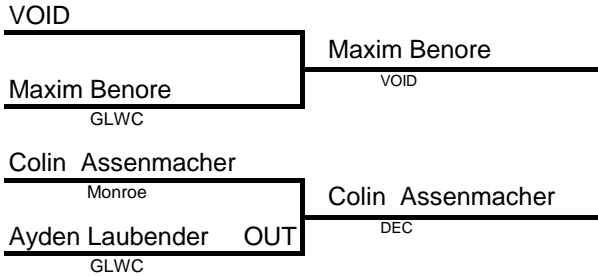 VOID
Maxim Benore
VOID
Maxim Benore
GLWC
Colin Assenmacher
Monroe
Colin Assenmacher
DEC
Ayden Laubender OUT
GLWC